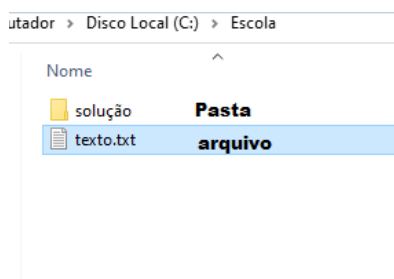 utador > Disco Local (C:) > Escola
Nome
solução Pasta
texto.txt arquivo